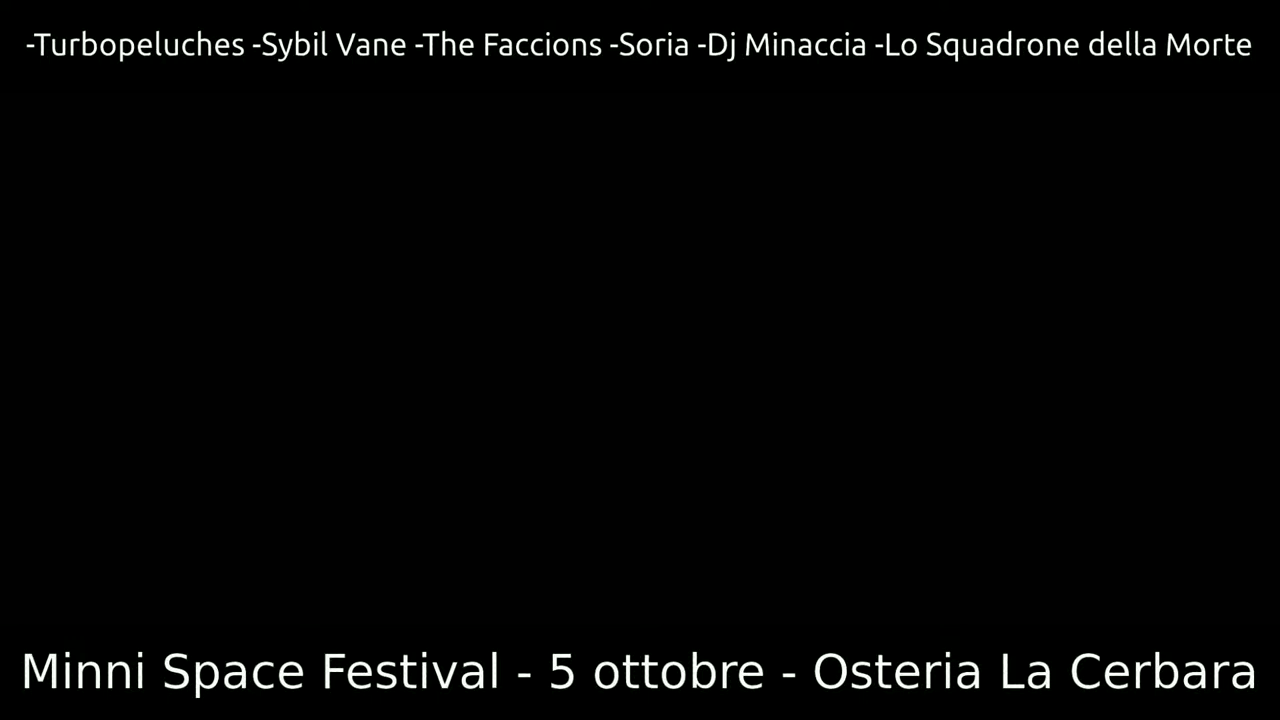 -Turbopeluches -Sybil Vane -The Faccions -Soria -Dj Minaccia -Lo Squadrone della Morte
Minni Space Festival - 5 ottobre - Osteria La Cerbara